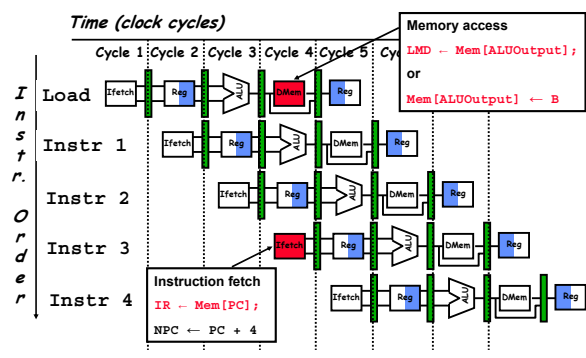 Time (clock cycles)
Cycle 1 Cycle 2 Cycle 3 Cycle 4 Cycle 5
Memory access
LMD ← Mem[ALUOutput];
or
Mem[ALUOutput] ← B
Instr. Order
Load Ifetch Reg ALU DMem Reg
Instr 1 Ifetch Reg ALU DMem Reg
Instr 2 Ifetch Reg ALU DMem Reg
Instr 3 Ifetch Reg ALU DMem Reg
Instruction fetch
IR ← Mem[PC];
NPC ← PC + 4
Instr 4 Ifetch Reg ALU DMem Reg